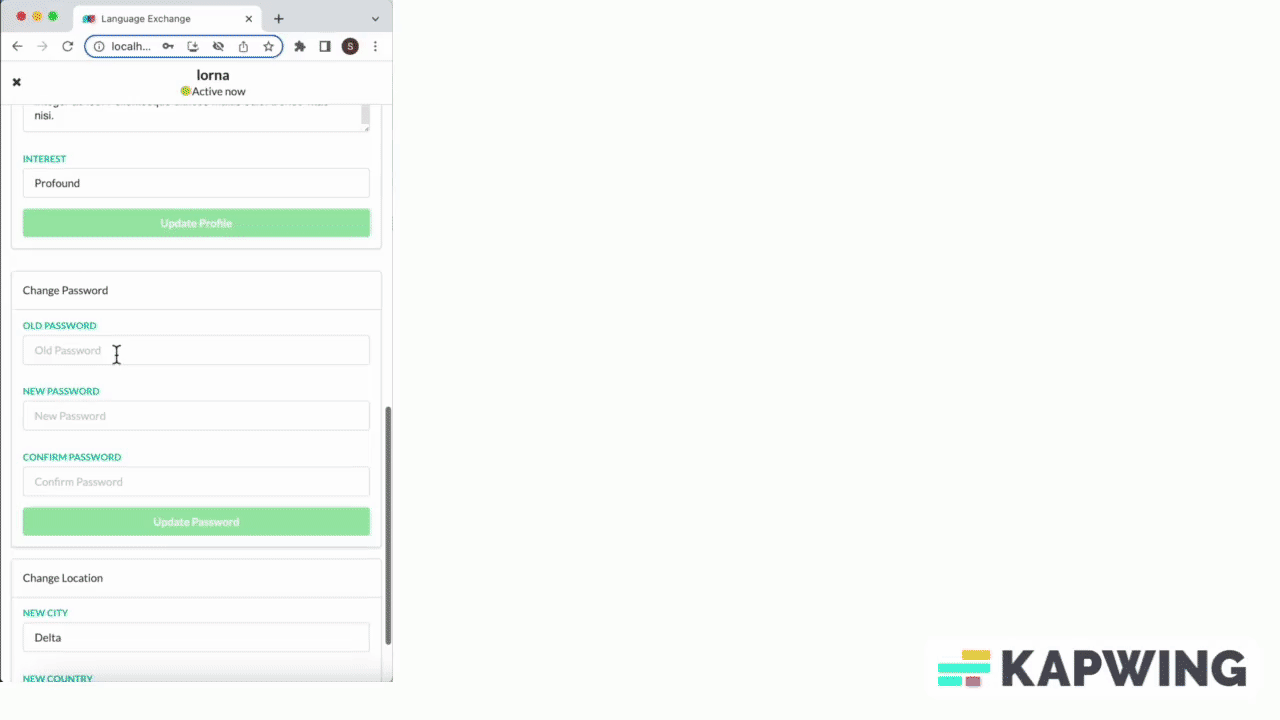 Language Exchange
localh...
S
lorna
Active now
nisi.
INTEREST
Profound
Update Profile
Change Password
OLD PASSWORD
Old Password
NEW PASSWORD
New Password
CONFIRM PASSWORD
Confirm Password
Update Password
Change Location
NEW CITY
Delta
NEW COUNTRY
KAPWING